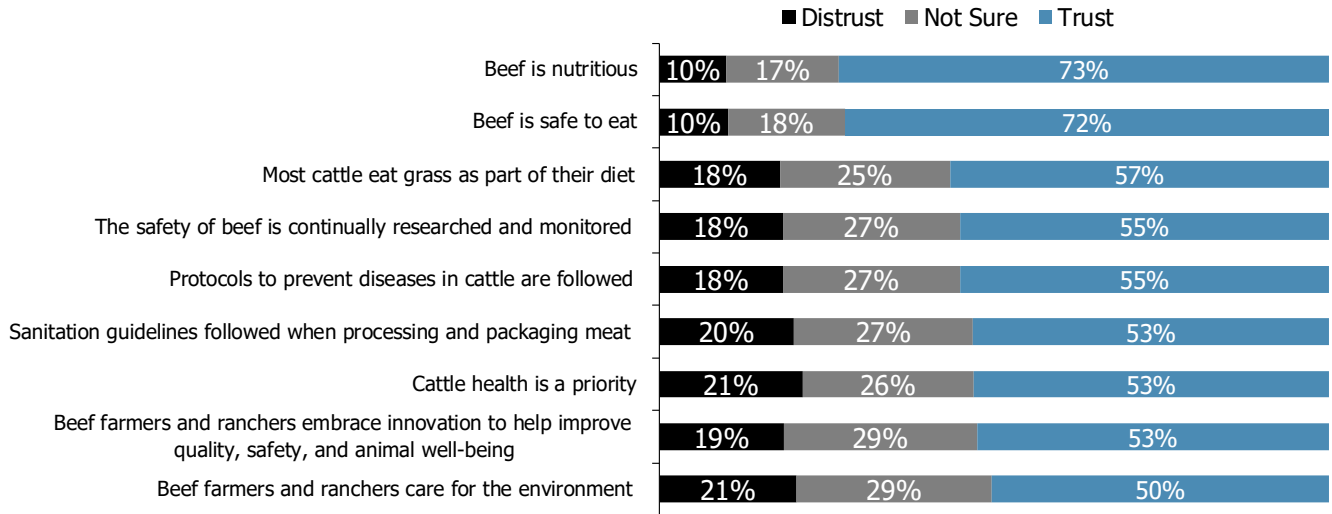 Distrust Not Sure Trust
Beef is nutritious 10% 17% 73%
Beef is safe to eat 10% 18% 72%
Most cattle eat grass as part of their diet 18% 25% 57%
The safety of beef is continually researched and monitored 18% 27% 55%
Protocols to prevent diseases in cattle are followed 18% 27% 55%
Sanitation guidelines followed when processing and packaging meat 20% 27% 53%
Cattle health is a priority 21% 26% 53%
Beef farmers and ranchers embrace innovation to help improve
quality, safety, and animal well-being 19% 29% 53%
Beef farmers and ranchers care for the environment 21% 29% 50%